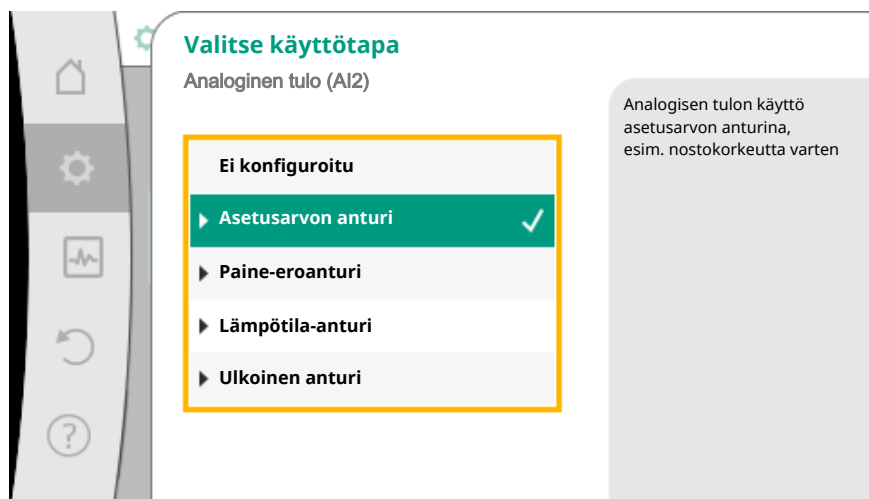 Valitse käyttötapa
Analoginen tulo (AI2)
Ei konfiguroitu
Asetusarvon anturi
Paine-eroanturi
Lämpötila-anturi
Ulkoinen anturi
Analogisen tulon käyttö
asetusarvon anturina,
esim. nostokorkeutta varten
?